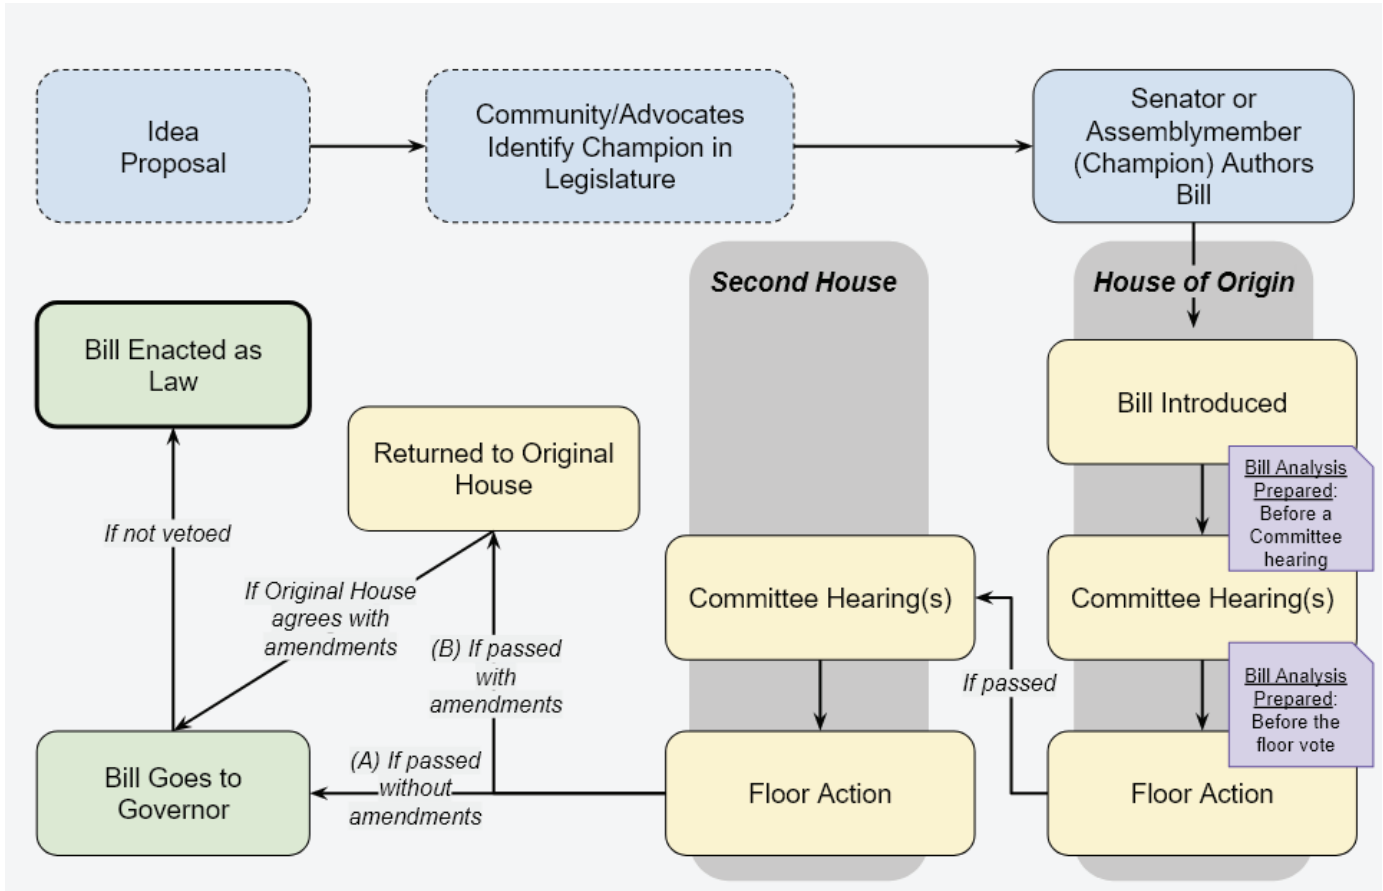 Idea
Proposal
Community/Advocates
Identify Champion in
Legislature
Senator or
Assemblymember
(Champion) Authors
Bill
Second House
House of Origin
Bill Enacted as
Law
Bill Introduced
Returned to Original
House
Bill Analysis
Prepared:
Before a
Committee
hearing
If not vetoed
If Original House
agrees with
amendments
(B) If passed
with
amendments
Committee Hearing(s)
Committee Hearing(s)
If passed
Bill Analysis
Prepared:
Before the
floor vote
Bill Goes to
Governor
(A) If passed
without
amendments
Floor Action
Floor Action